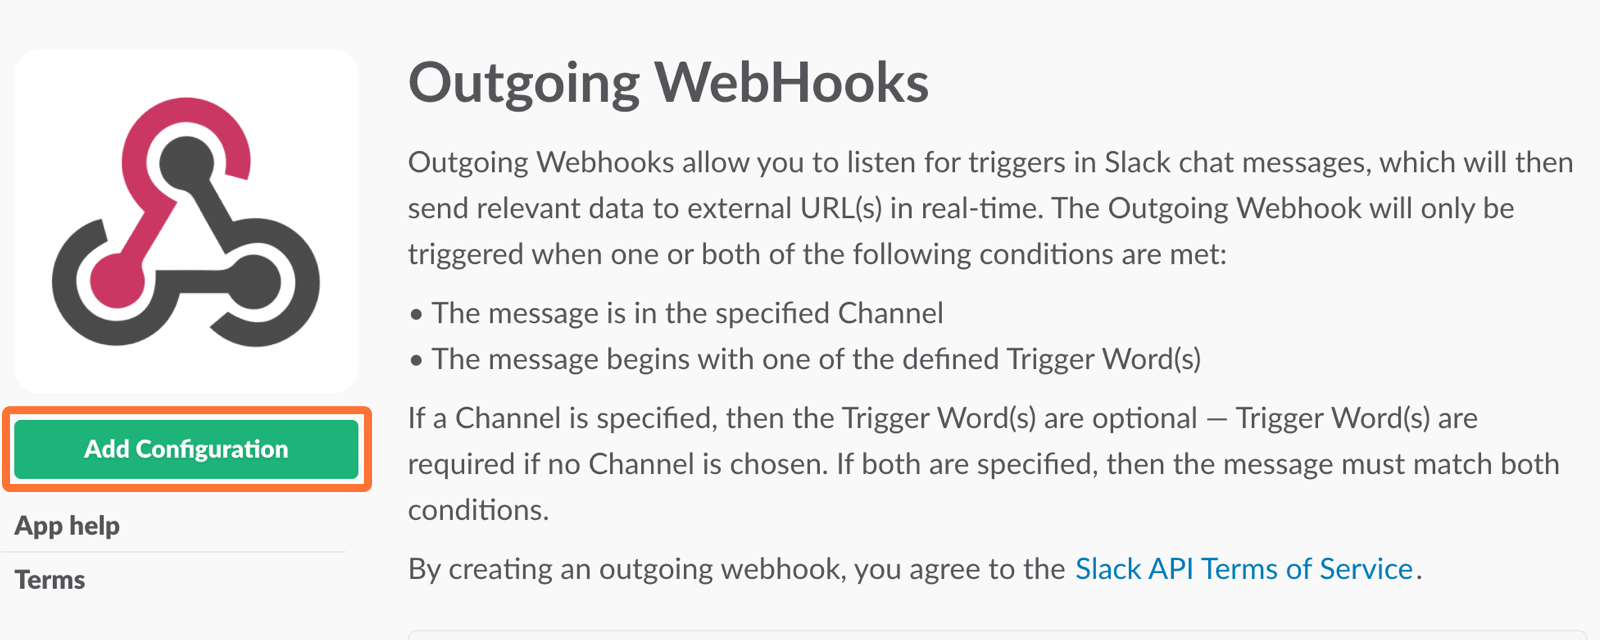 Outgoing WebHooks
Outgoing Webhooks allow you to listen for triggers in Slack chat messages, which will then
send relevant data to external URL(s) in real-time. The Outgoing Webhook will only be
triggered when one or both of the following conditions are met:
• The message is in the specified Channel
• The message begins with one of the defined Trigger Word(s)
If a Channel is specified, then the Trigger Word(s) are optional — Trigger Word(s) are
required if no Channel is chosen. If both are specified, then the message must match both
conditions.
By creating an outgoing webhook, you agree to the Slack API Terms of Service.
Add Configuration
App help
Terms